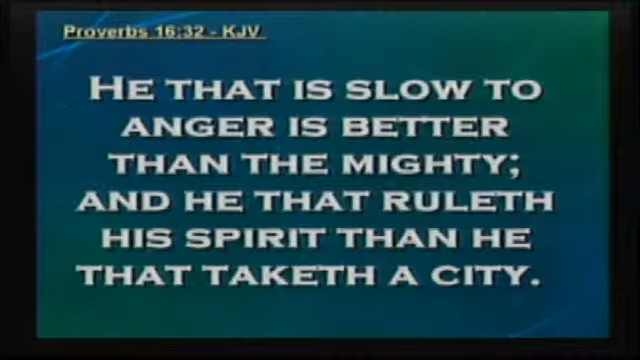 Proverbs 16:32 - KJV
HE THAT IS SLOW TO
ANGER IS BETTER
THAN THE MIGHTY;
AND HE THAT RULETH
HIS SPIRIT THAN HE
THAT TAKETH A CITY.